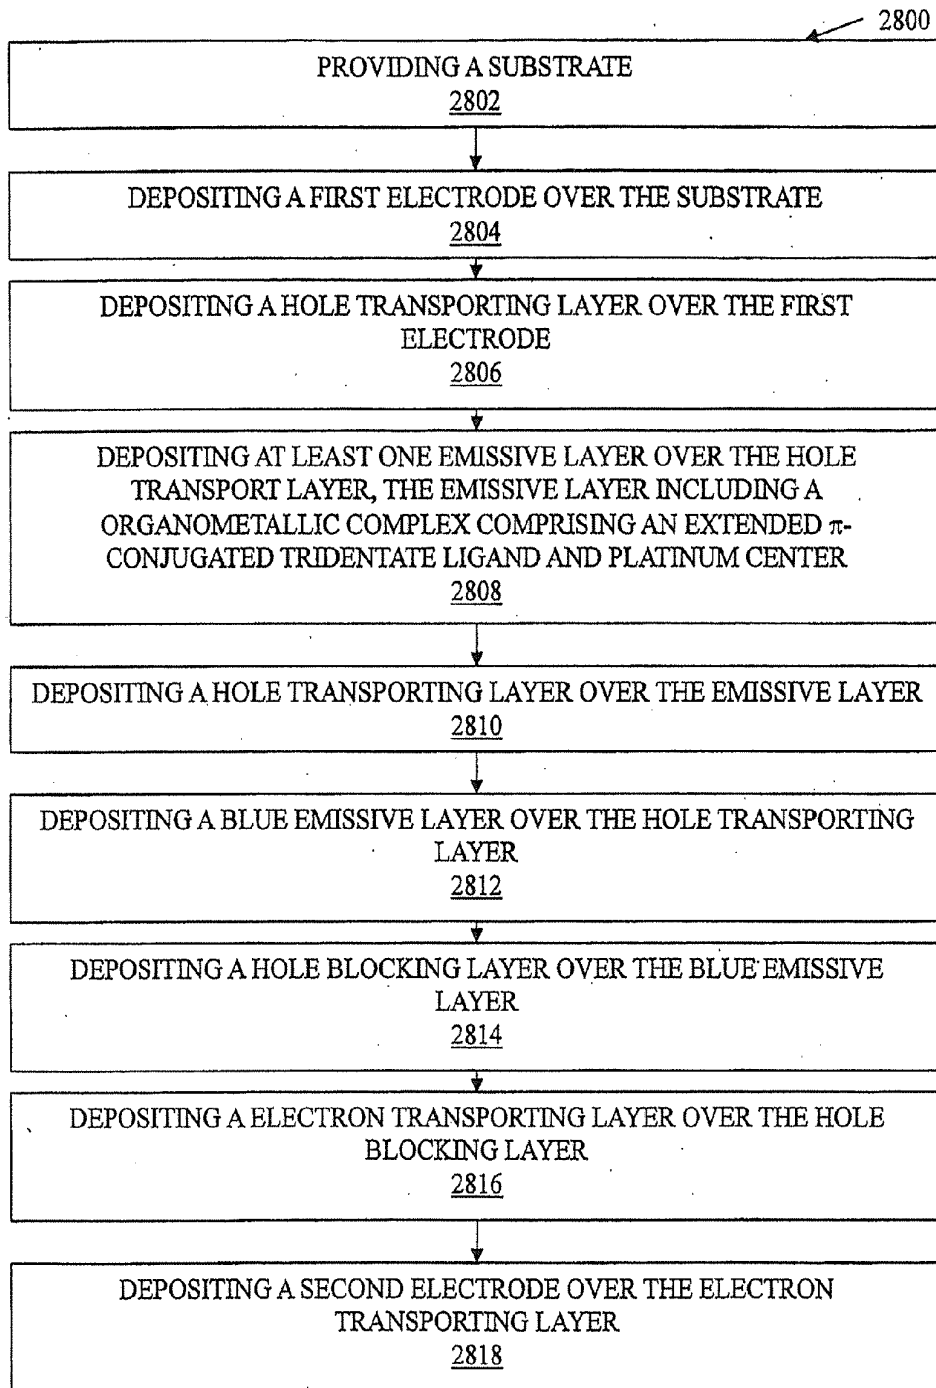 2800
PROVIDING A SUBSTRATE
2802
DEPOSITING A FIRST ELECTRODE OVER THE SUBSTRATE
2804
DEPOSITING A HOLE TRANSPORTING LAYER OVER THE FIRST
ELECTRODE
2806
DEPOSITING AT LEAST ONE EMISSIVE LAYER OVER THE HOLE
TRANSPORT LAYER, THE EMISSIVE LAYER INCLUDING A
ORGANOMETALLIC COMPLEX COMPRISING AN EXTENDED π-
CONJUGATED TRIDENTATE LIGAND AND PLATINUM CENTER
2808
DEPOSITING A HOLE TRANSPORTING LAYER OVER THE EMISSIVE LAYER
2810
DEPOSITING A BLUE EMISSIVE LAYER OVER THE HOLE TRANSPORTING
LAYER
2812
DEPOSITING A HOLE BLOCKING LAYER OVER THE BLUE EMISSIVE
LAYER
2814
DEPOSITING A ELECTRON TRANSPORTING LAYER OVER THE HOLE
BLOCKING LAYER
2816
DEPOSITING A SECOND ELECTRODE OVER THE ELECTRON
TRANSPORTING LAYER
2818